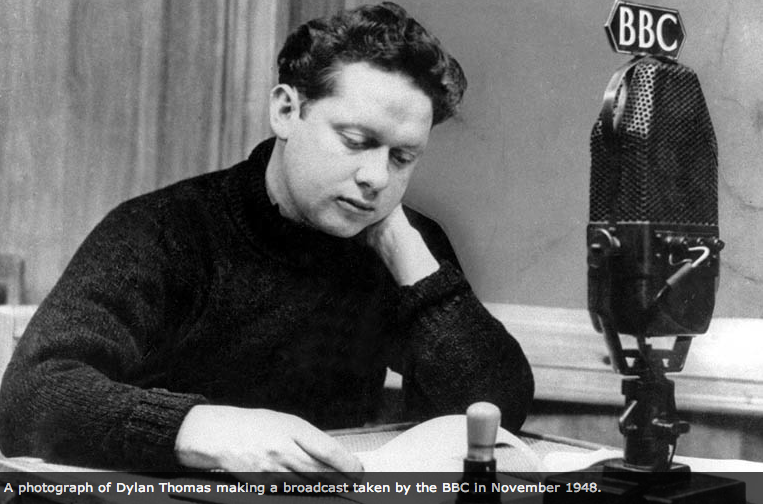 BBC
A photograph of Dylan Thomas making a broadcast taken by the BBC in November 1948.